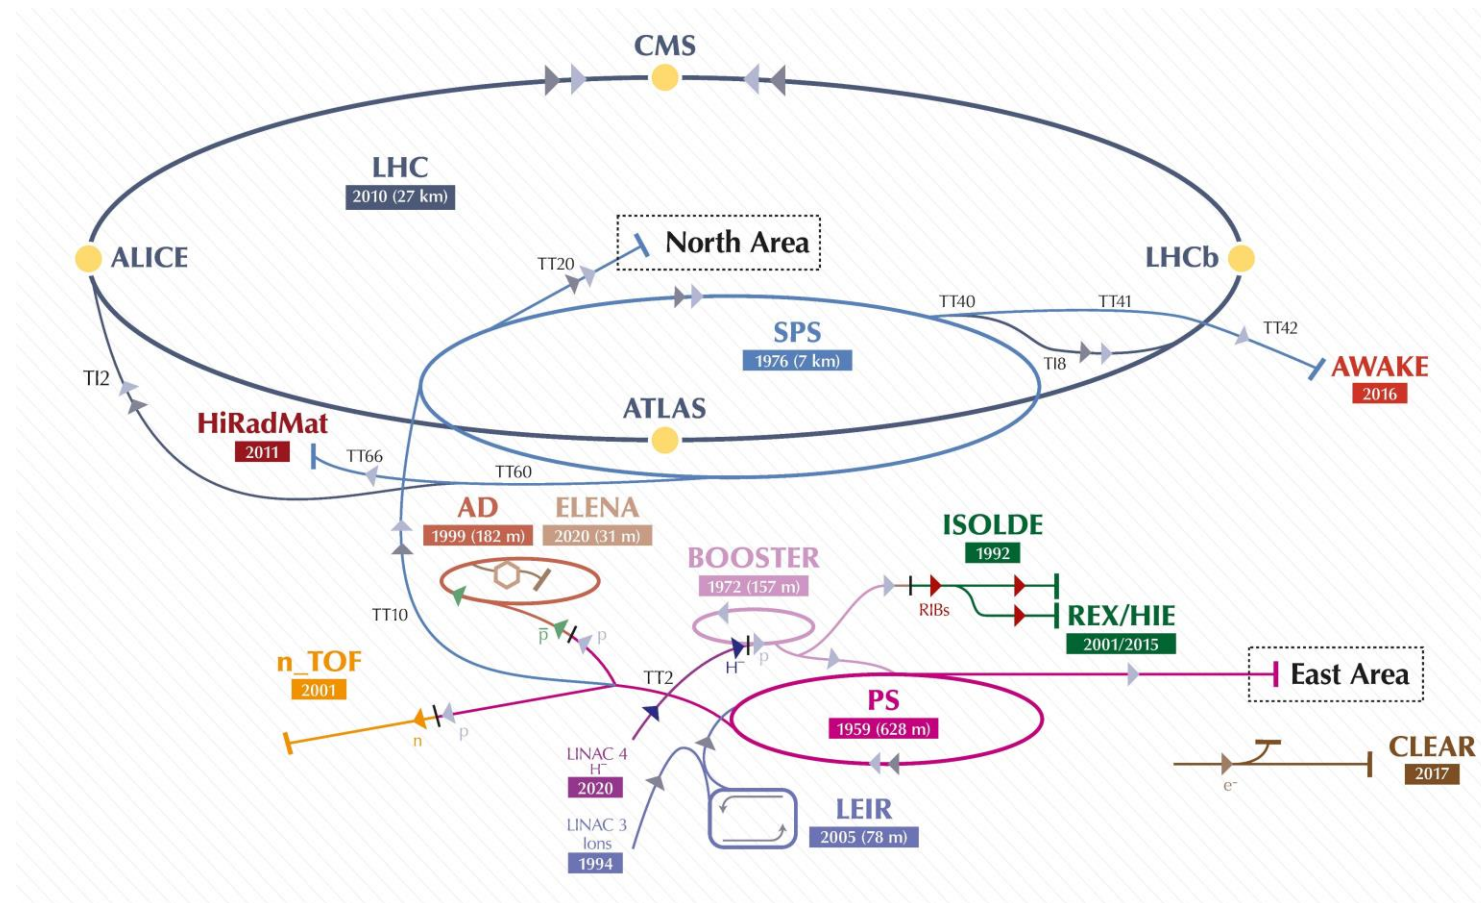 CMS
LHC
2010 (27 km)
North Area
ALICE
LHCb
TT20
TT40
TT41
TT42
SPS
1976 (7 km)
TI8
AWAKE
2016
TI2
ATLAS
HiRadMat
2011
TT66
TT60
AD
1999 (182 m)
ELENA
2020 (31 m)
ISOLDE
1992
BOOSTER
1972 (157 m)
RIBs
REX/HIE
2001/2015
TT10
p̅
p
H⁻
p
n_TOF
2001
TT2
East Area
PS
1959 (628 m)
n
p
LINAC 4
H⁻
2020
CLEAR
2017
e⁻
LEIR
2005 (78 m)
LINAC 3
Ions
1994